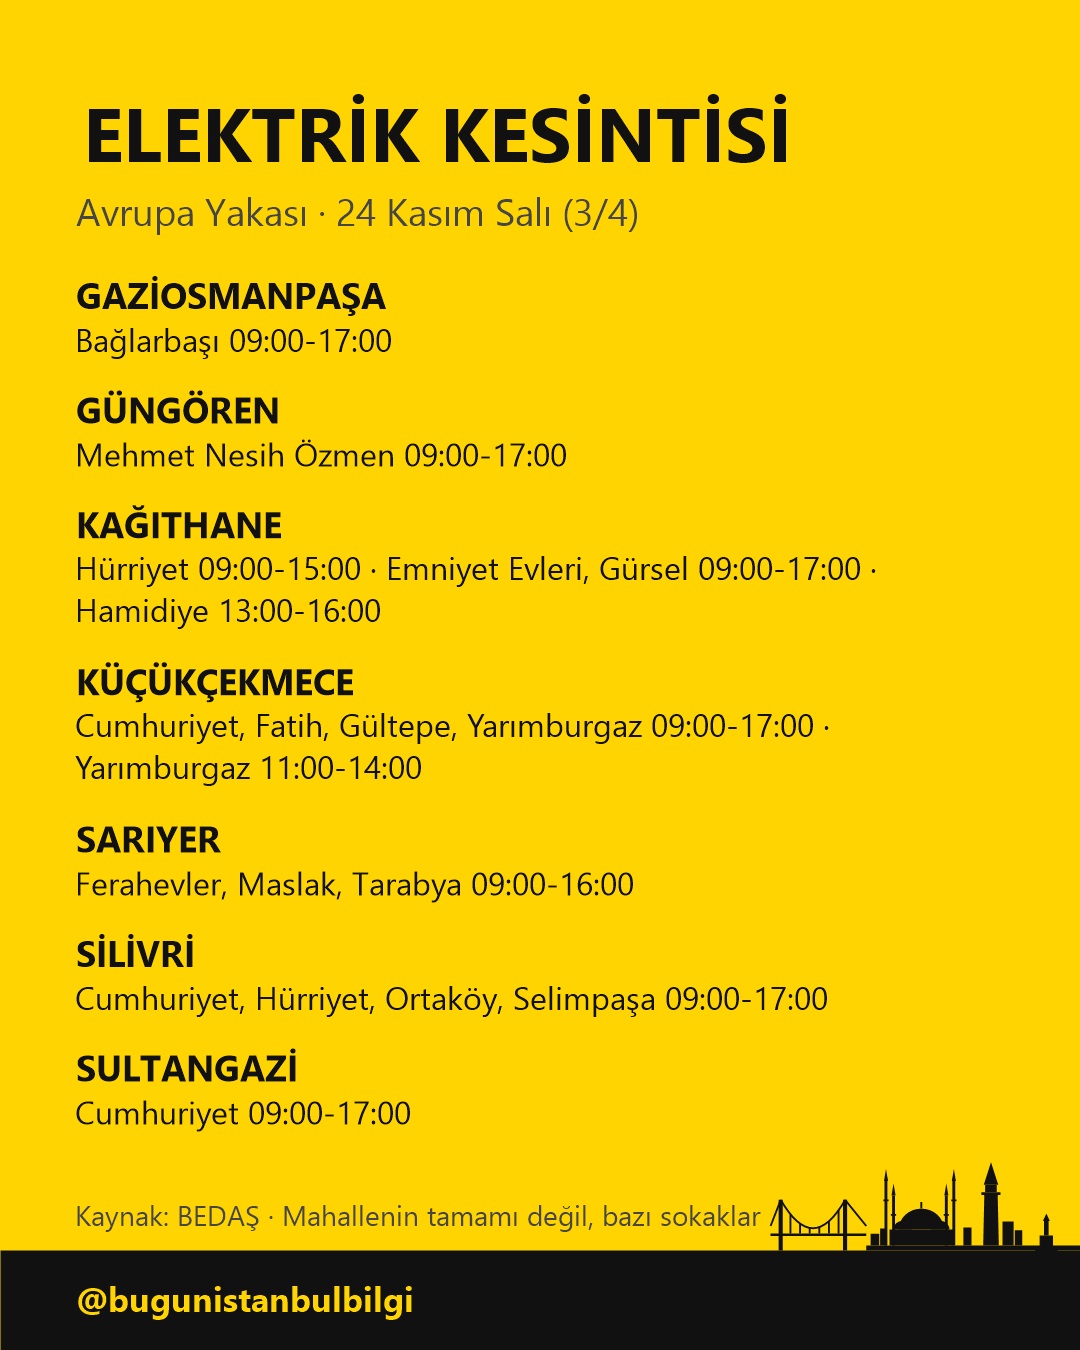 ELEKTRİK KESİNTİSİ
Avrupa Yakası · 24 Kasım Salı (3/4)
GAZİOSMANPAŞA
Bağlarbaşı 09:00-17:00
GÜNGÖREN
Mehmet Nesih Özmen 09:00-17:00
KAĞITHANE
Hürriyet 09:00-15:00 · Emniyet Evleri, Gürsel 09:00-17:00 ·
Hamidiye 13:00-16:00
KÜÇÜKÇEKMECE
Cumhuriyet, Fatih, Gültepe, Yarımburgaz 09:00-17:00 ·
Yarımburgaz 11:00-14:00
SARIYER
Ferahevler, Maslak, Tarabya 09:00-16:00
SİLİVRİ
Cumhuriyet, Hürriyet, Ortaköy, Selimpaşa 09:00-17:00
SULTANGAZİ
Cumhuriyet 09:00-17:00
Kaynak: BEDAŞ · Mahallenin tamamı değil, bazı sokaklar
@bugunistanbulbilgi